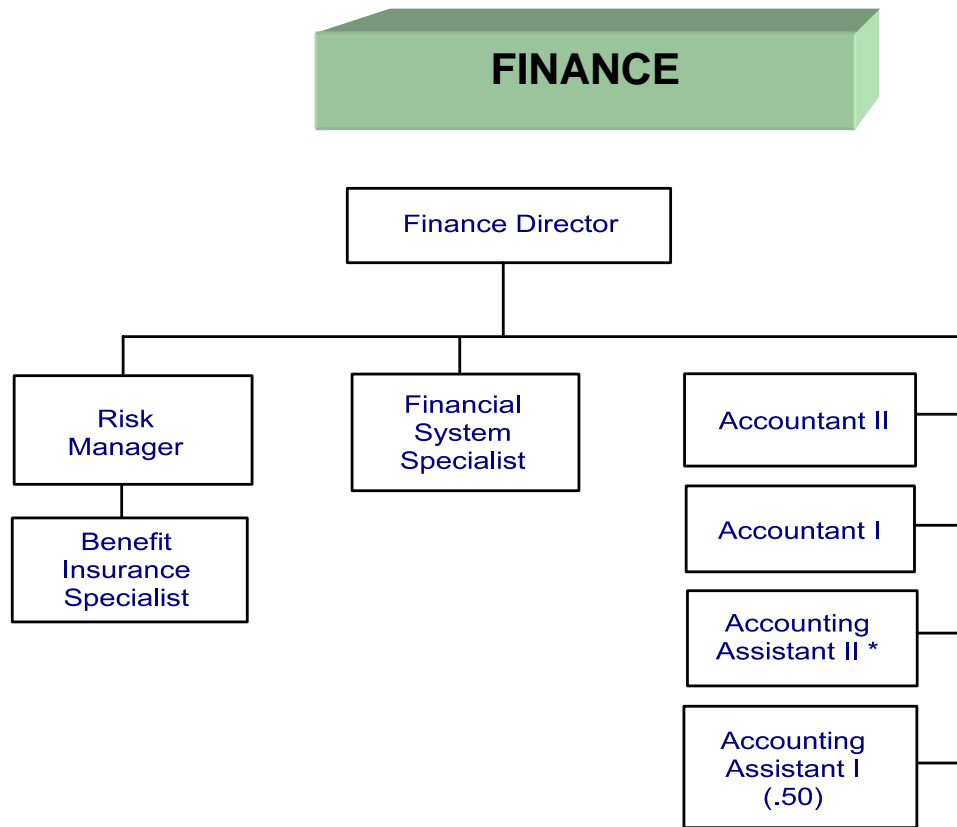 FINANCE
Finance Director
Risk
Manager
Financial
System
Specialist
Accountant II
Benefit
Insurance
Specialist
Accountant I
Accounting
Assistant II *
Accounting
Assistant I
(.50)